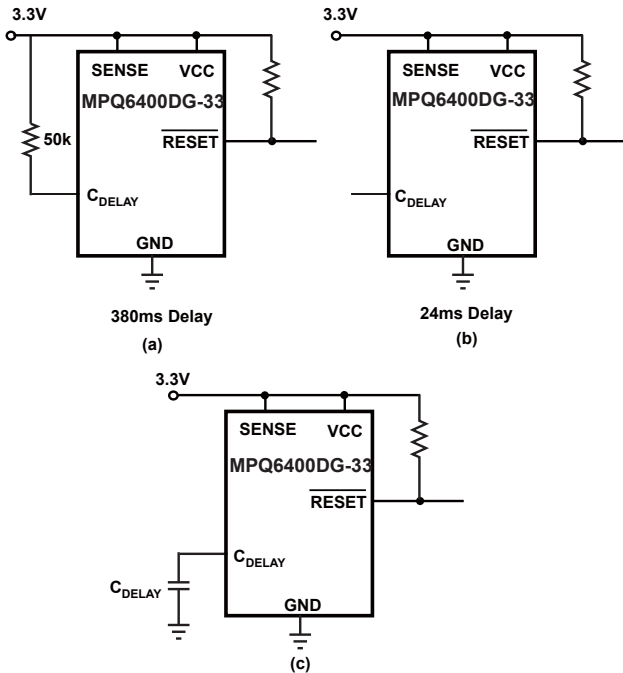 3.3V
SENSE VCC
MPQ6400DG-33
RESET
50k
CDELAY
GND
380ms Delay
(a)
3.3V
SENSE VCC
MPQ6400DG-33
RESET
CDELAY
GND
24ms Delay
(b)
3.3V
SENSE VCC
MPQ6400DG-33
RESET
CDELAY
CDELAY
GND
(c)